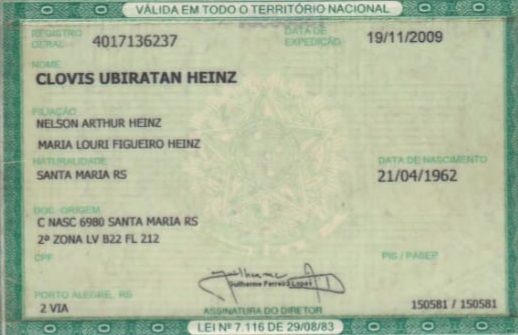 VÁLIDA EM TODO O TERRITÓRIO NACIONAL
REGISTRO GERAL 4017136237 DATA DE EXPEDIÇÃO 19/11/2009
NOME
CLOVIS UBIRATAN HEINZ
FILIAÇÃO
NELSON ARTHUR HEINZ
MARIA LOURI FIGUEIRO HEINZ
NATURALIDADE DATA DE NASCIMENTO
SANTA MARIA RS 21/04/1962
DOC. ORIGEM
C NASC 6980 SANTA MARIA RS
2ª ZONA LV B22 FL 212
CPF PIS / PASEP
Guilherme Ferreira Lopes
PORTO ALEGRE, RS
2 VIA ASSINATURA DO DIRETOR 150581 / 150581
LEI Nº 7.116 DE 29/08/83